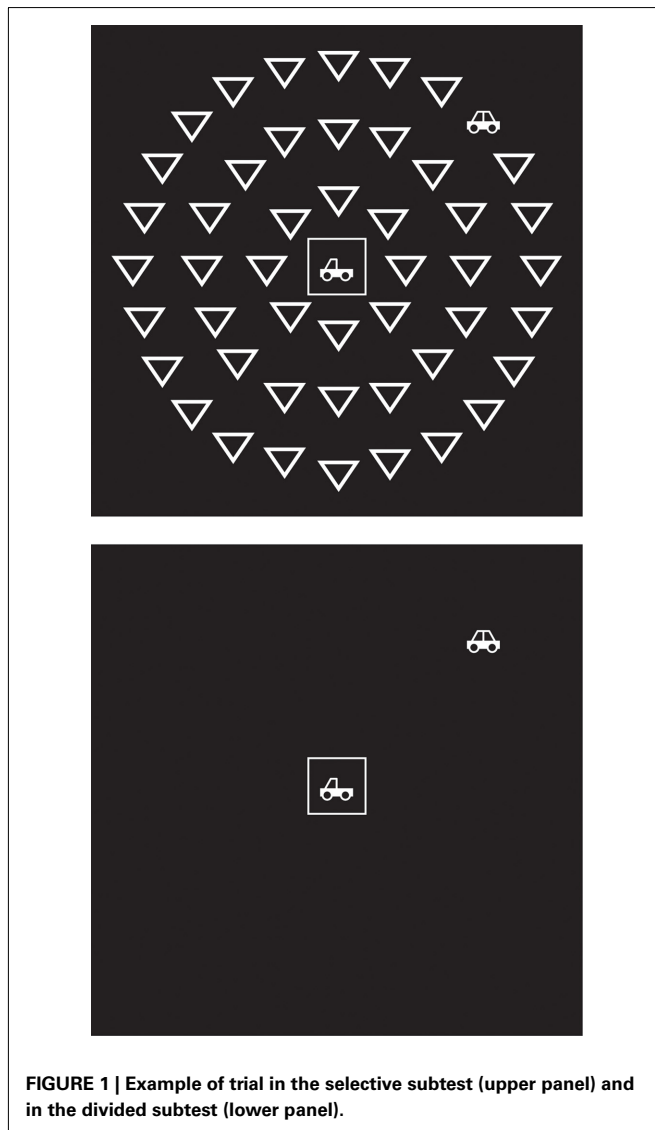 FIGURE 1 | Example of trial in the selective subtest (upper panel) and
in the divided subtest (lower panel).